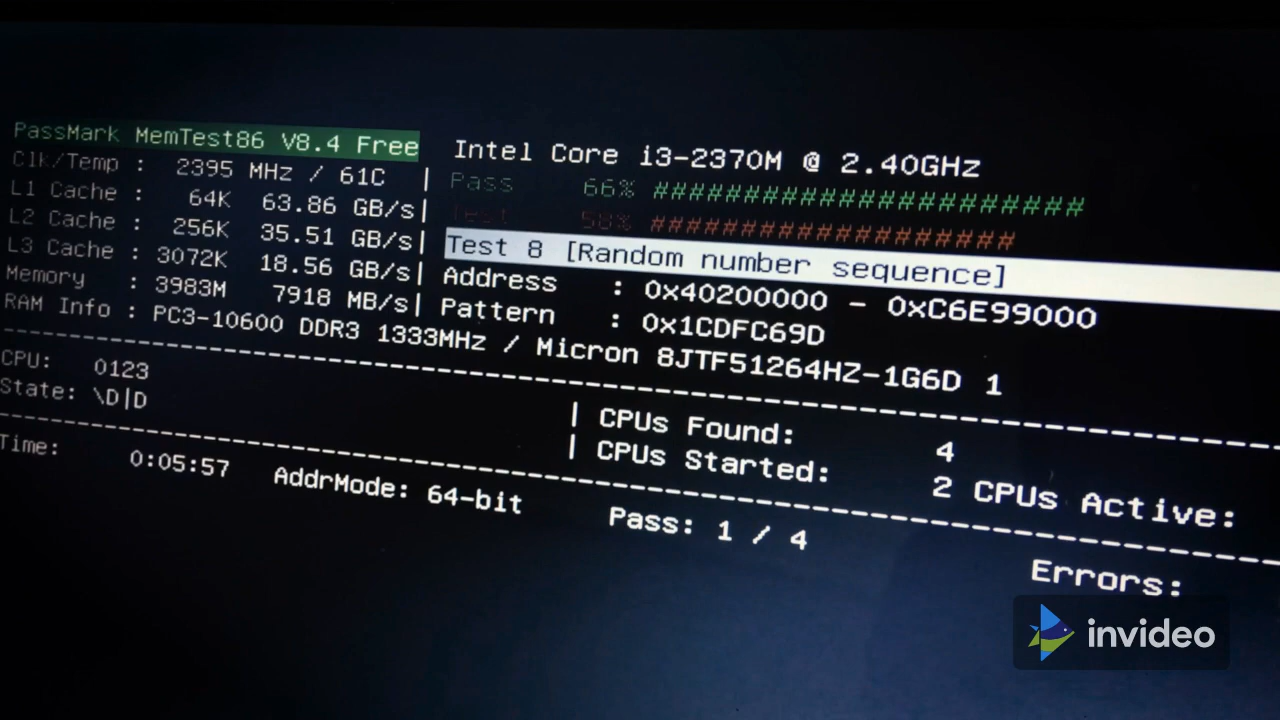 PassMark MemTest86 V8.4 Free
Intel Core i3-2370M @ 2.40GHz
Clk/Temp : 2395 MHz / 61C |
Pass 66% ########################
L1 Cache : 64K 63.86 GB/s|
Test 58% ####################
L2 Cache : 256K 35.51 GB/s|
Test 8 [Random number sequence]
L3 Cache : 3072K 18.56 GB/s|
Address : 0x40200000 - 0xC6E99000
Memory : 3983M 7918 MB/s|
Pattern : 0x1CDFC69D
RAM Info : PC3-10600 DDR3 1333MHz / Micron 8JTF51264HZ-1G6D 1
CPU: 0123
| CPUs Found: 4
State: \D|D
| CPUs Started: 2 CPUs Active:
Time: 0:05:57 AddrMode: 64-bit Pass: 1 / 4 Errors:
invideo